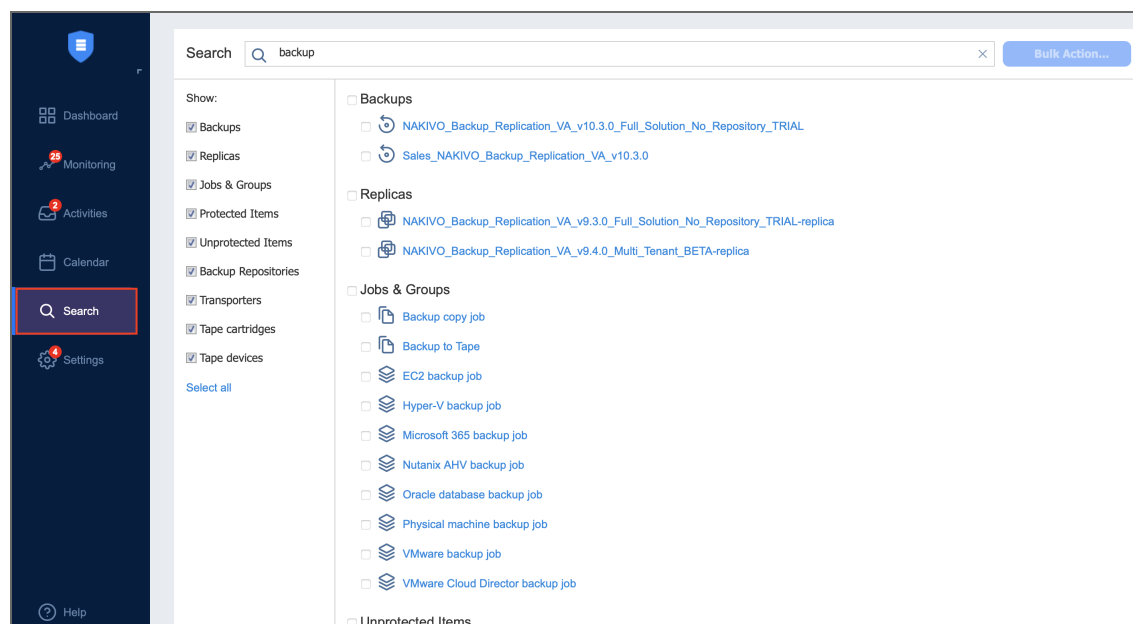 Search
backup
Bulk Action...
Dashboard
25
Monitoring
2
Activities
Calendar
Search
4
Settings
Help
Show:
Backups
Replicas
Jobs & Groups
Protected Items
Unprotected Items
Backup Repositories
Transporters
Tape cartridges
Tape devices
Select all
Backups
NAKIVO_Backup_Replication_VA_v10.3.0_Full_Solution_No_Repository_TRIAL
Sales_NAKIVO_Backup_Replication_VA_v10.3.0
Replicas
NAKIVO_Backup_Replication_VA_v9.3.0_Full_Solution_No_Repository_TRIAL-replica
NAKIVO_Backup_Replication_VA_v9.4.0_Multi_Tenant_BETA-replica
Jobs & Groups
Backup copy job
Backup to Tape
EC2 backup job
Hyper-V backup job
Microsoft 365 backup job
Nutanix AHV backup job
Oracle database backup job
Physical machine backup job
VMware backup job
VMware Cloud Director backup job
Unprotected Items